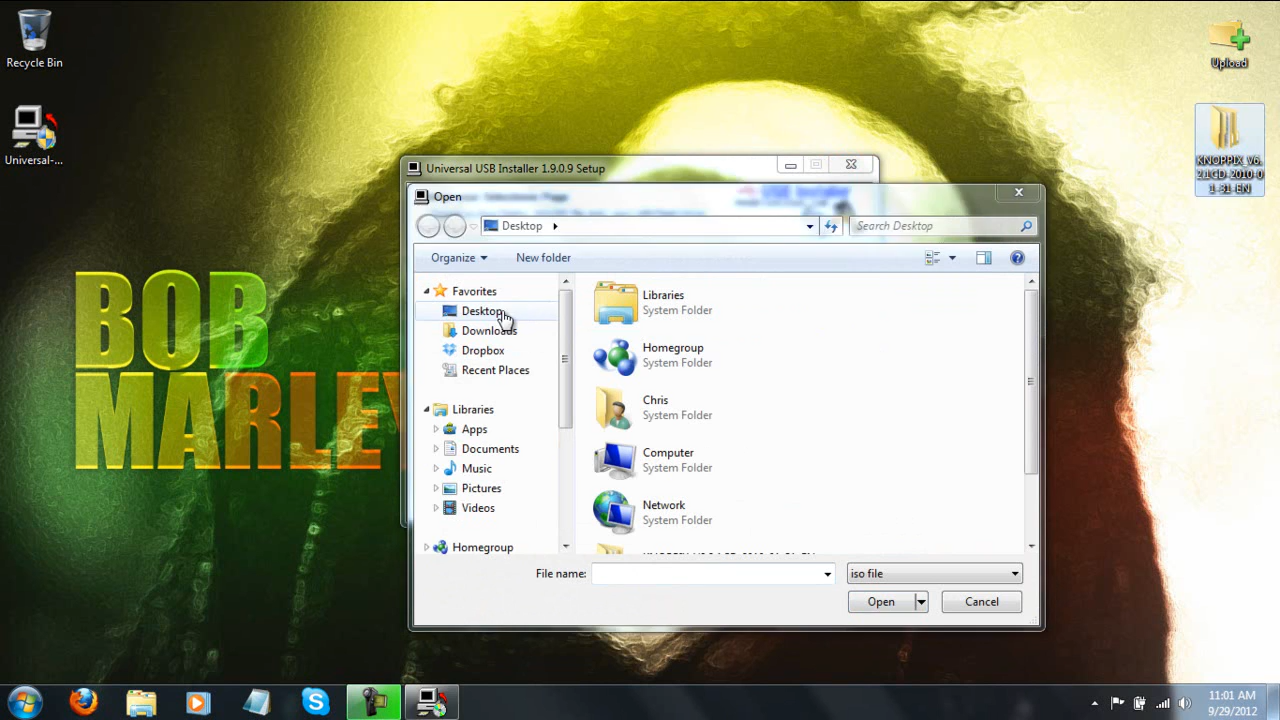 Recycle Bin
Universal-...
Upload
KNOPPIX_V6.
2.1CD-2010-0
1-31-EN
BOB
MARLEY
Universal USB Installer 1.9.0.9 Setup
Open
Desktop
Search Desktop
Organize
New folder
Favorites
Desktop
Downloads
Dropbox
Recent Places
Libraries
Apps
Documents
Music
Pictures
Videos
Homegroup
Libraries
System Folder
Homegroup
System Folder
Chris
System Folder
Computer
System Folder
Network
System Folder
File name:
iso file
Open
Cancel
11:01 AM
9/29/2012